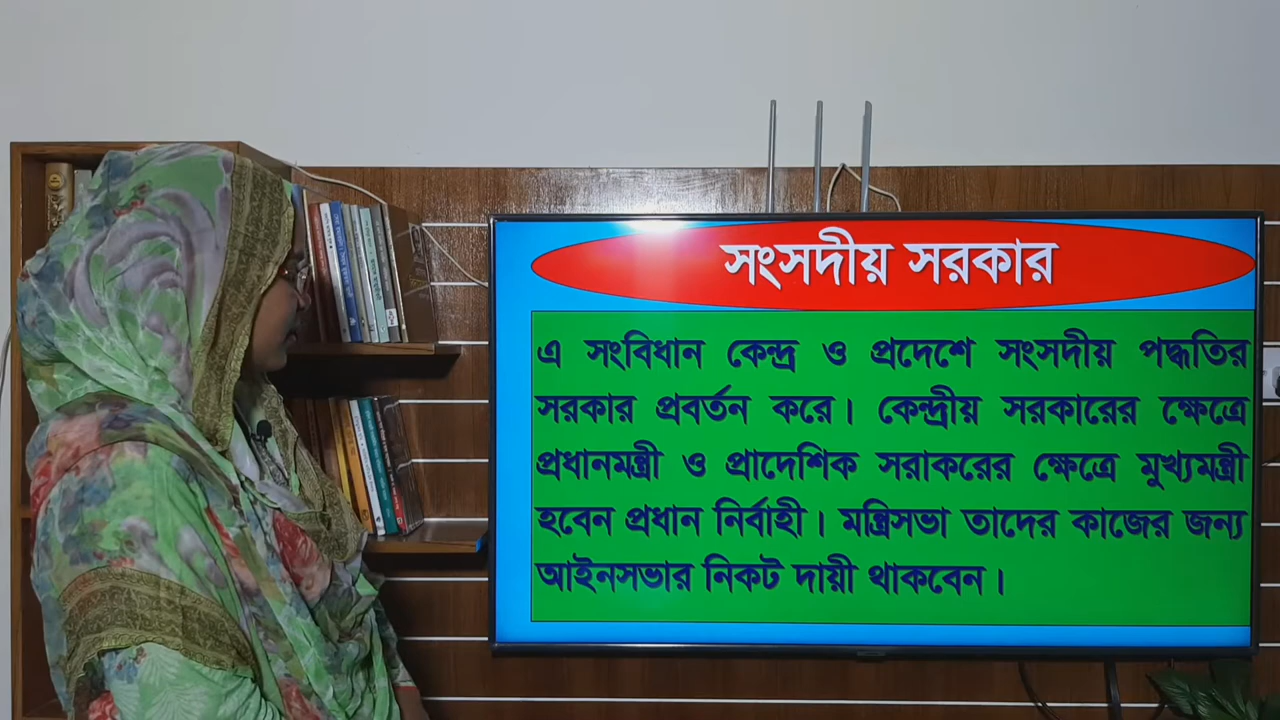 সংসদীয় সরকার
এ সংবিধান কেন্দ্র ও প্রদেশে সংসদীয় পদ্ধতির
সরকার প্রবর্তন করে। কেন্দ্রীয় সরকারের ক্ষেত্রে
প্রধানমন্ত্রী ও প্রাদেশিক সরাকরের ক্ষেত্রে মুখ্যমন্ত্রী
হবেন প্রধান নির্বাহী। মন্ত্রিসভা তাদের কাজের জন্য
আইনসভার নিকট দায়ী থাকবেন।